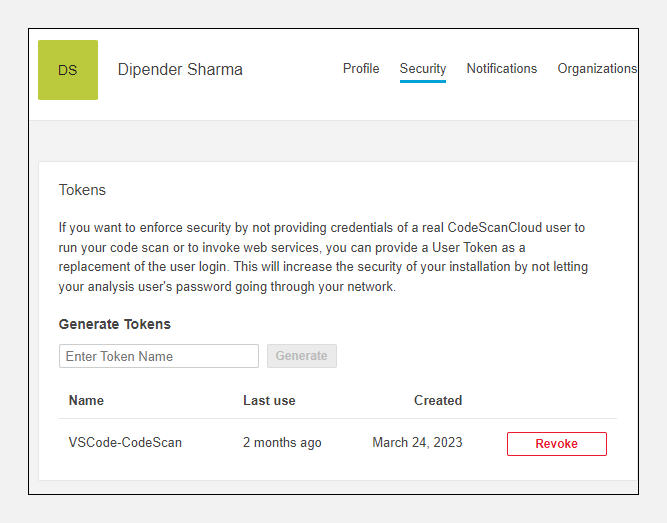 DS
Dipender Sharma
Profile
Security
Notifications
Organizations
Tokens
If you want to enforce security by not providing credentials of a real CodeScanCloud user to
run your code scan or to invoke web services, you can provide a User Token as a
replacement of the user login. This will increase the security of your installation by not letting
your analysis user's password going through your network.
Generate Tokens
Enter Token Name
Generate
Name
Last use
Created
VSCode-CodeScan
2 months ago
March 24, 2023
Revoke